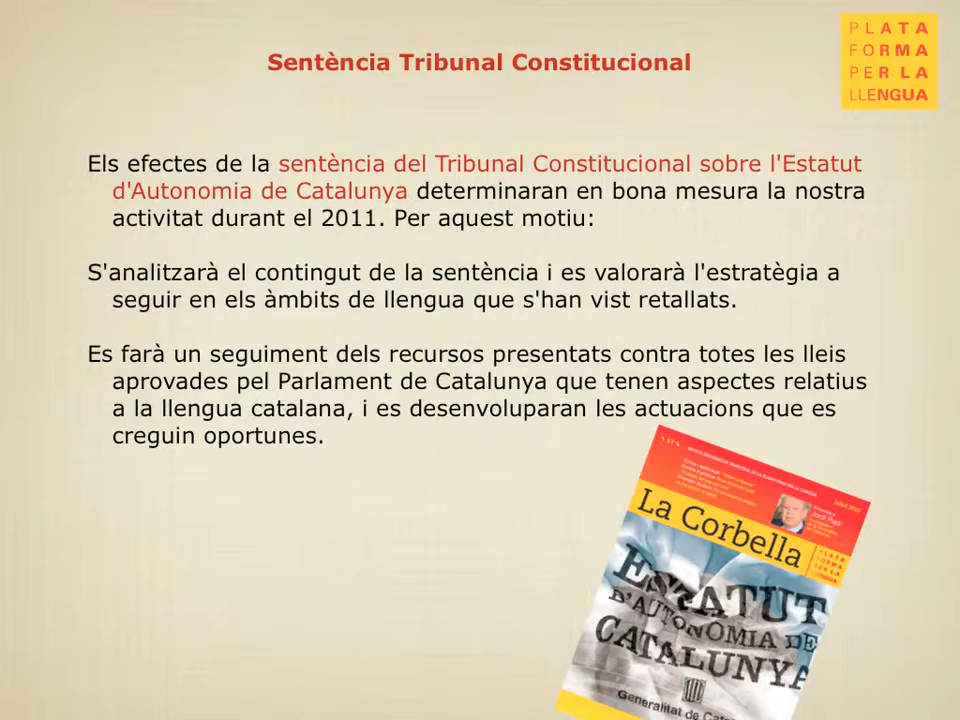 Sentència Tribunal Constitucional
PLATA
FORMA
PER LA
LLENGUA
Els efectes de la sentència del Tribunal Constitucional sobre l'Estatut
d'Autonomia de Catalunya determinaran en bona mesura la nostra
activitat durant el 2011. Per aquest motiu:
S'analitzarà el contingut de la sentència i es valorarà l'estratègia a
seguir en els àmbits de llengua que s'han vist retallats.
Es farà un seguiment dels recursos presentats contra totes les lleis
aprovades pel Parlament de Catalunya que tenen aspectes relatius
a la llengua catalana, i es desenvoluparan les actuacions que es
creguin oportunes.
Jordi Pujol
La Corbella
PLATA
FORMA
PER LA
LLENGUA
ESTATUT
D'AUTONOMIA DE
CATALUNYA
Generalitat de Cata